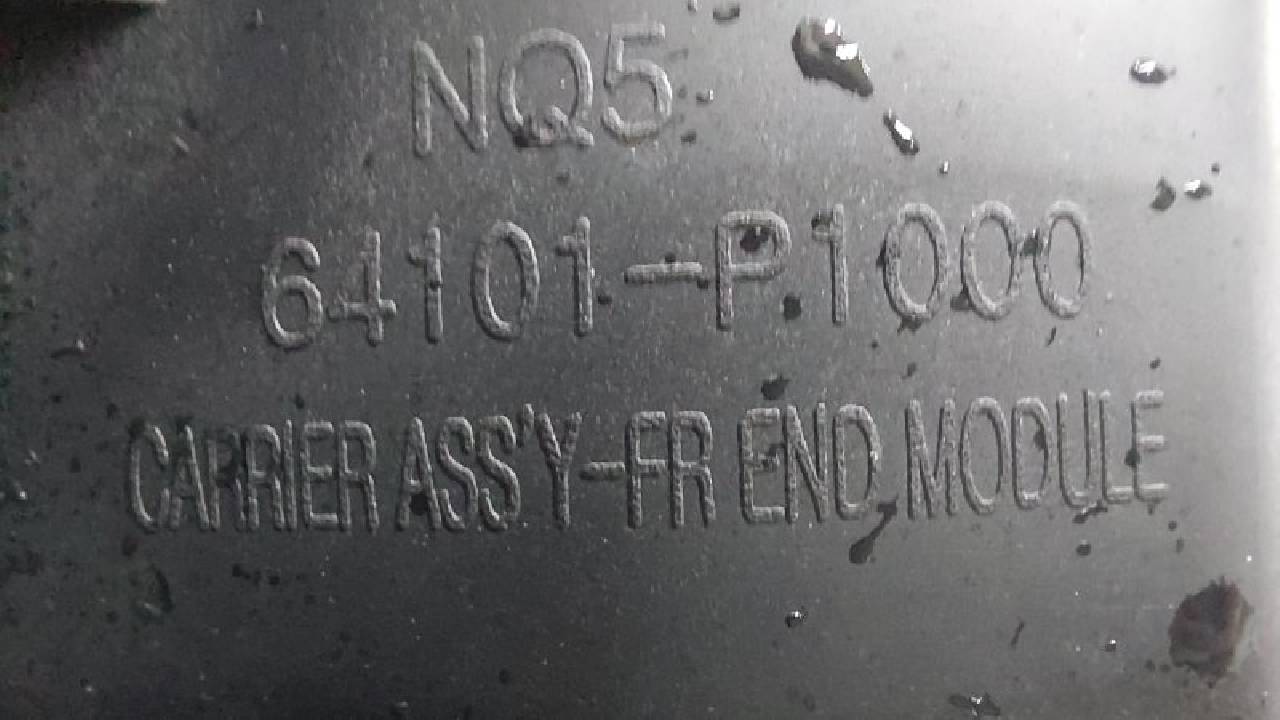 NQ5
64101-P1000
CARRIER ASS'Y-FR END MODULE